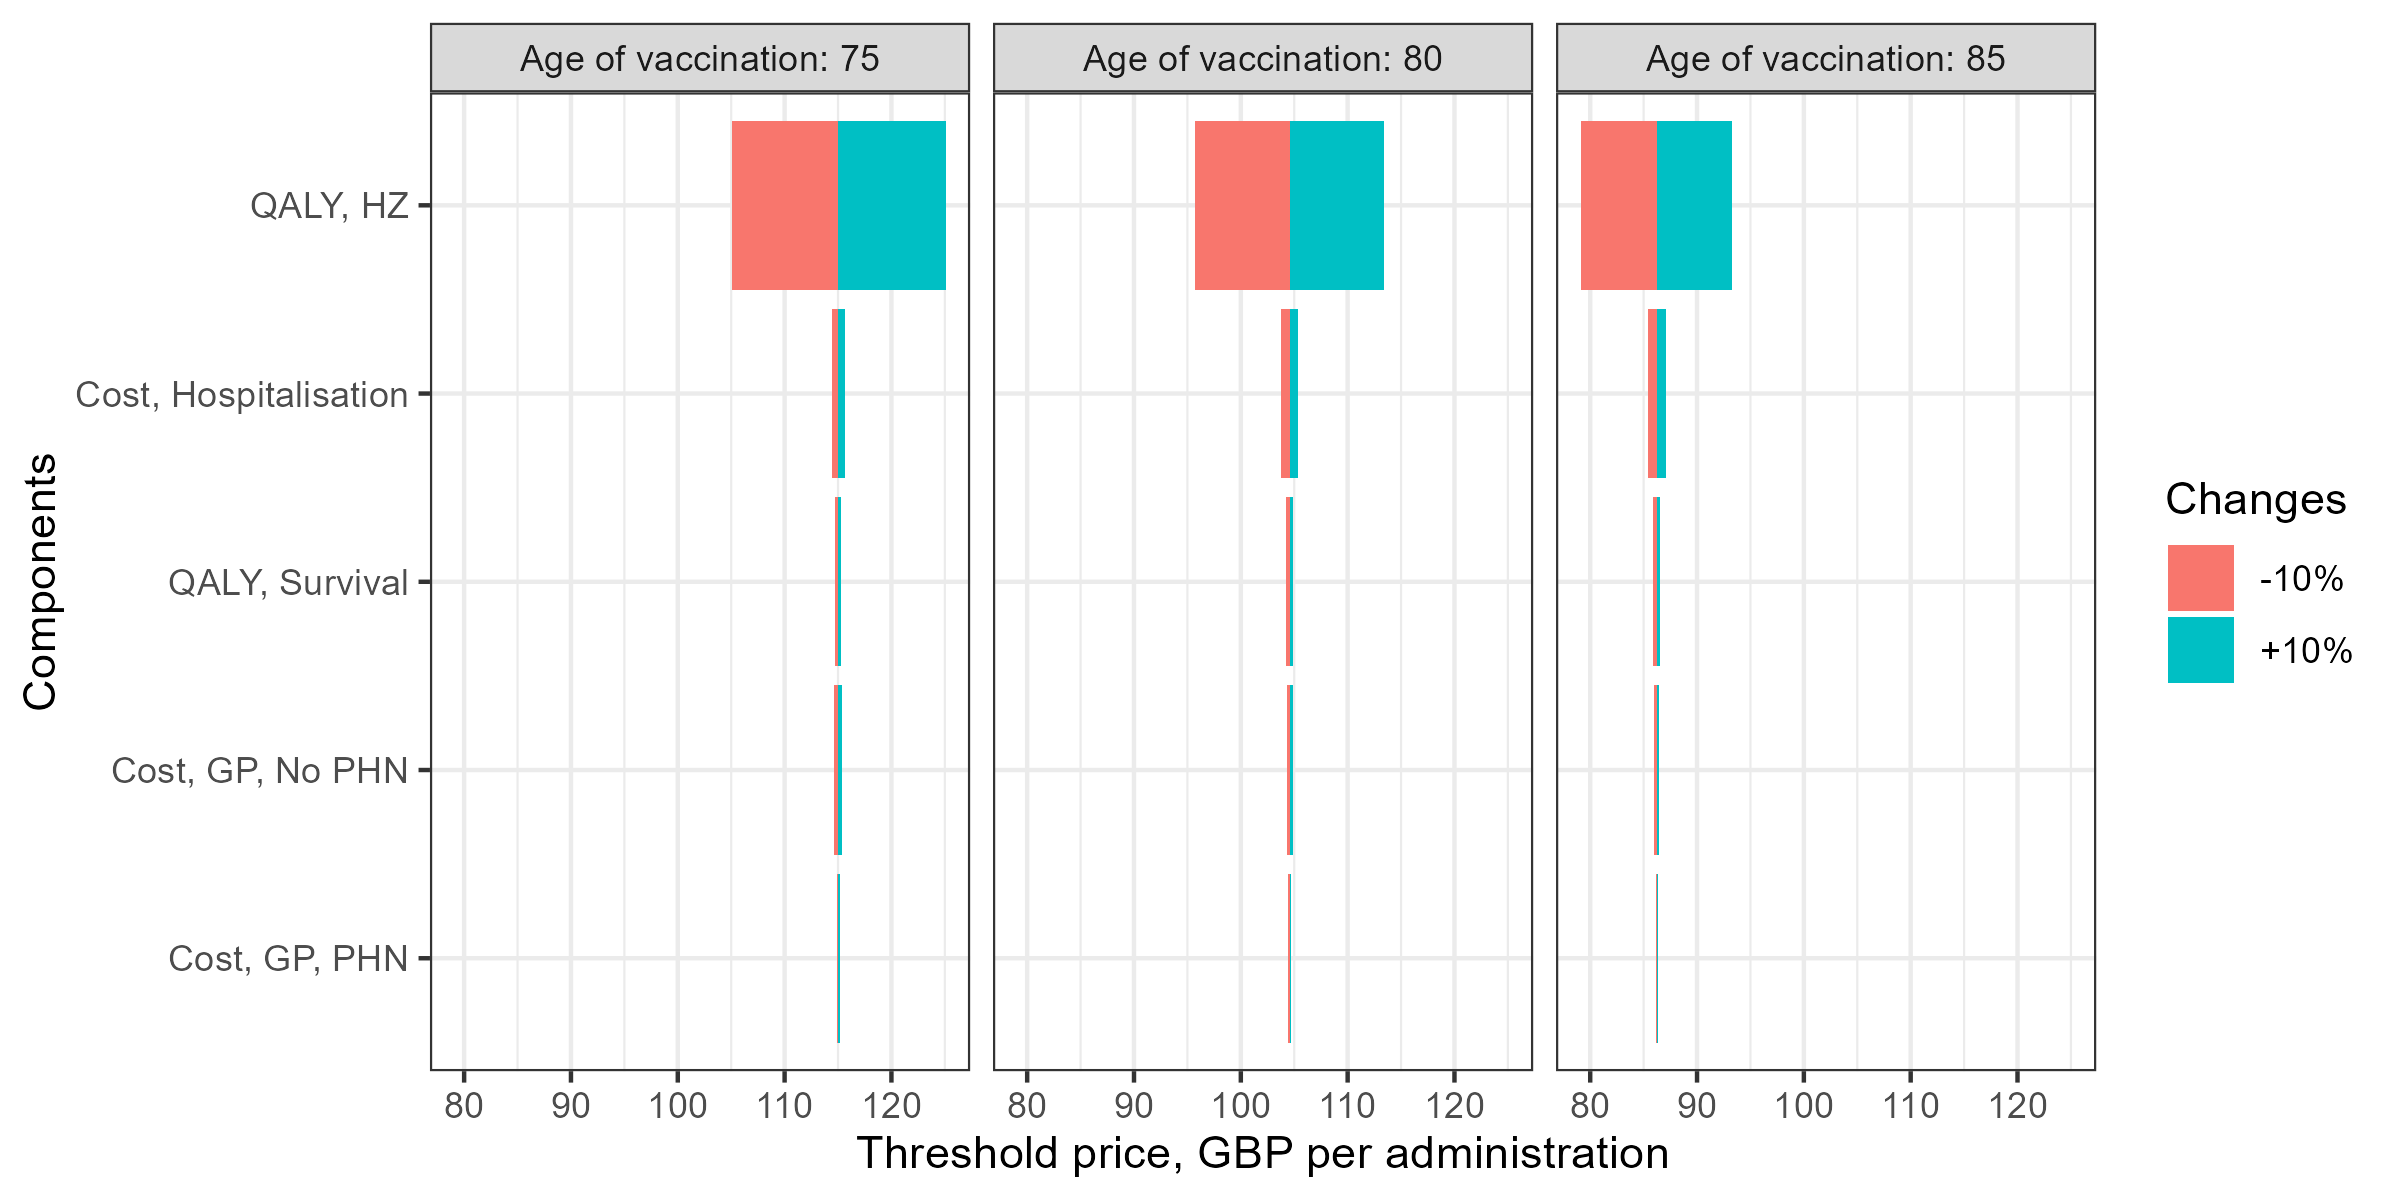 Age of vaccination: 75
Age of vaccination: 80
Age of vaccination: 85
QALY, HZ
Cost, Hospitalisation
QALY, Survival
Cost, GP, No PHN
Cost, GP, PHN
Components
80 90 100 110 120
80 90 100 110 120
80 90 100 110 120
Threshold price, GBP per administration
Changes
-10%
+10%